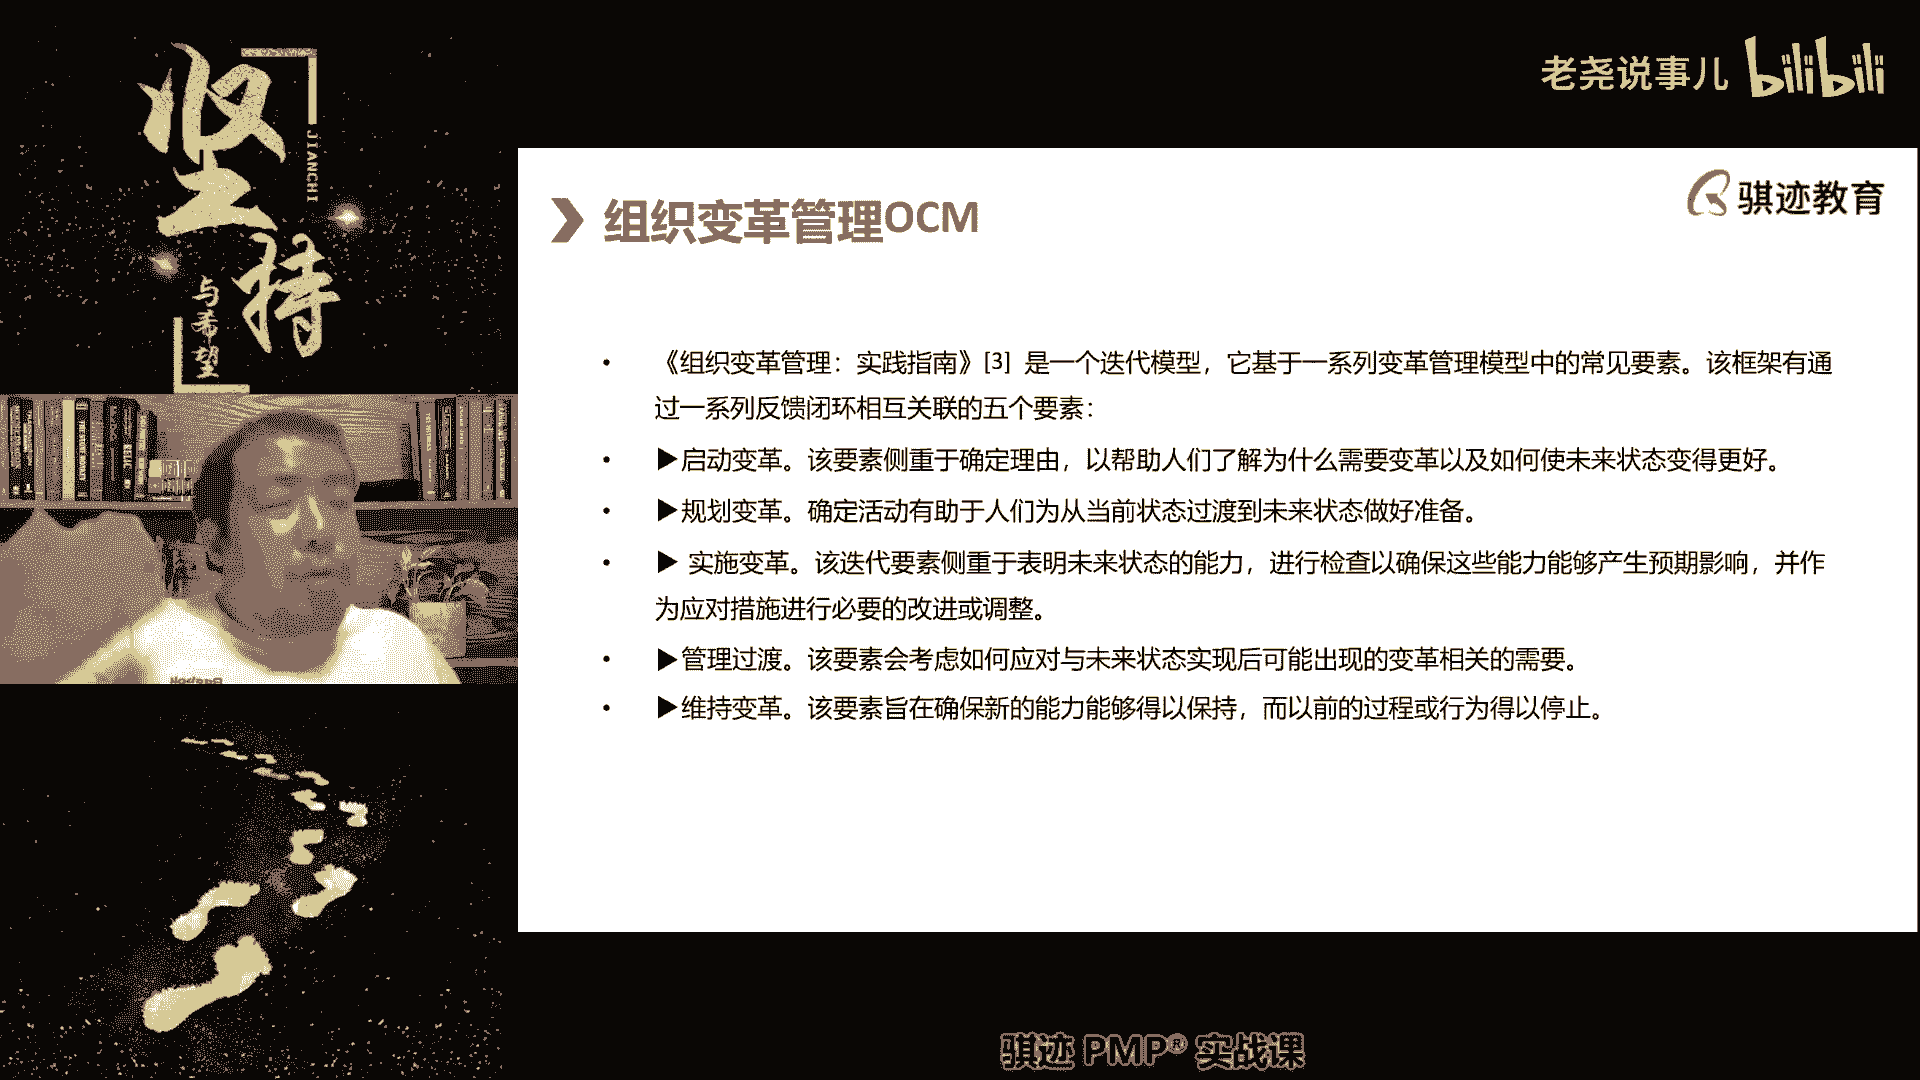 坚持
JIANCHI
与希望
老尧说事儿 bilibili
骐迹教育
组织变革管理OCM
• 《组织变革管理：实践指南》[3] 是一个迭代模型，它基于一系列变革管理模型中的常见要素。该框架有通
过一系列反馈闭环相互关联的五个要素：
• ▶启动变革。该要素侧重于确定理由，以帮助人们了解为什么需要变革以及如何使未来状态变得更好。
• ▶规划变革。确定活动有助于人们为从当前状态过渡到未来状态做好准备。
• ▶ 实施变革。该迭代要素侧重于表明未来状态的能力，进行检查以确保这些能力能够产生预期影响，并作
为应对措施进行必要的改进或调整。
• ▶管理过渡。该要素会考虑如何应对与未来状态实现后可能出现的变革相关的需要。
• ▶维持变革。该要素旨在确保新的能力能够得以保持，而以前的过程或行为得以停止。
骐迹 PMP® 实战课